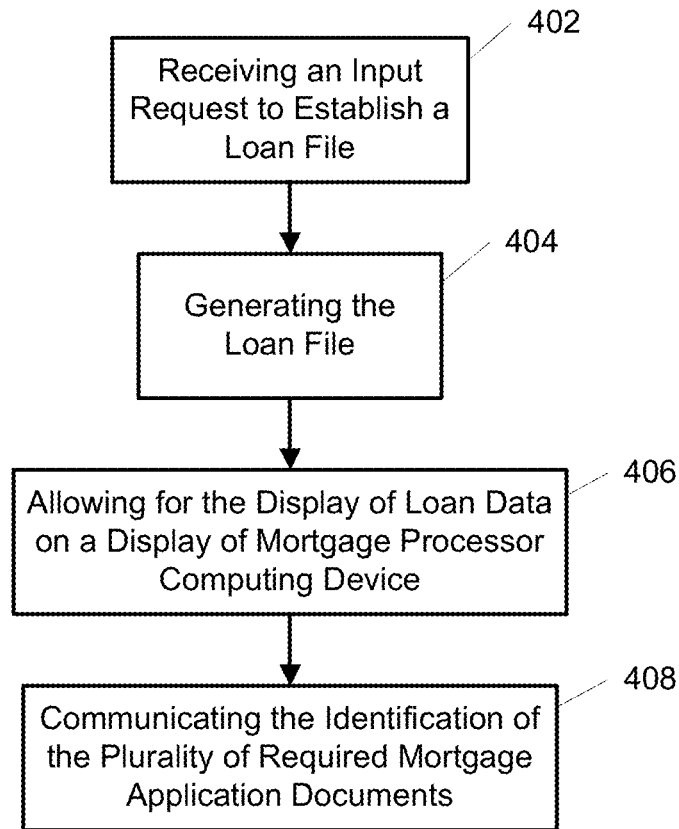 402
Receiving an Input
Request to Establish a
Loan File
404
Generating the
Loan File
406
Allowing for the Display of Loan Data
on a Display of Mortgage Processor
Computing Device
408
Communicating the Identification of
the Plurality of Required Mortgage
Application Documents